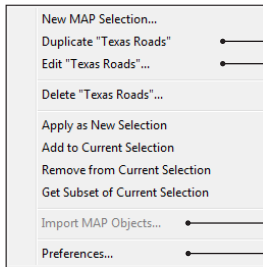 New MAP Selection...
Duplicate "Texas Roads"
Edit "Texas Roads"...
Delete "Texas Roads"...
Apply as New Selection
Add to Current Selection
Remove from Current Selection
Get Subset of Current Selection
Import MAP Objects...
Preferences...